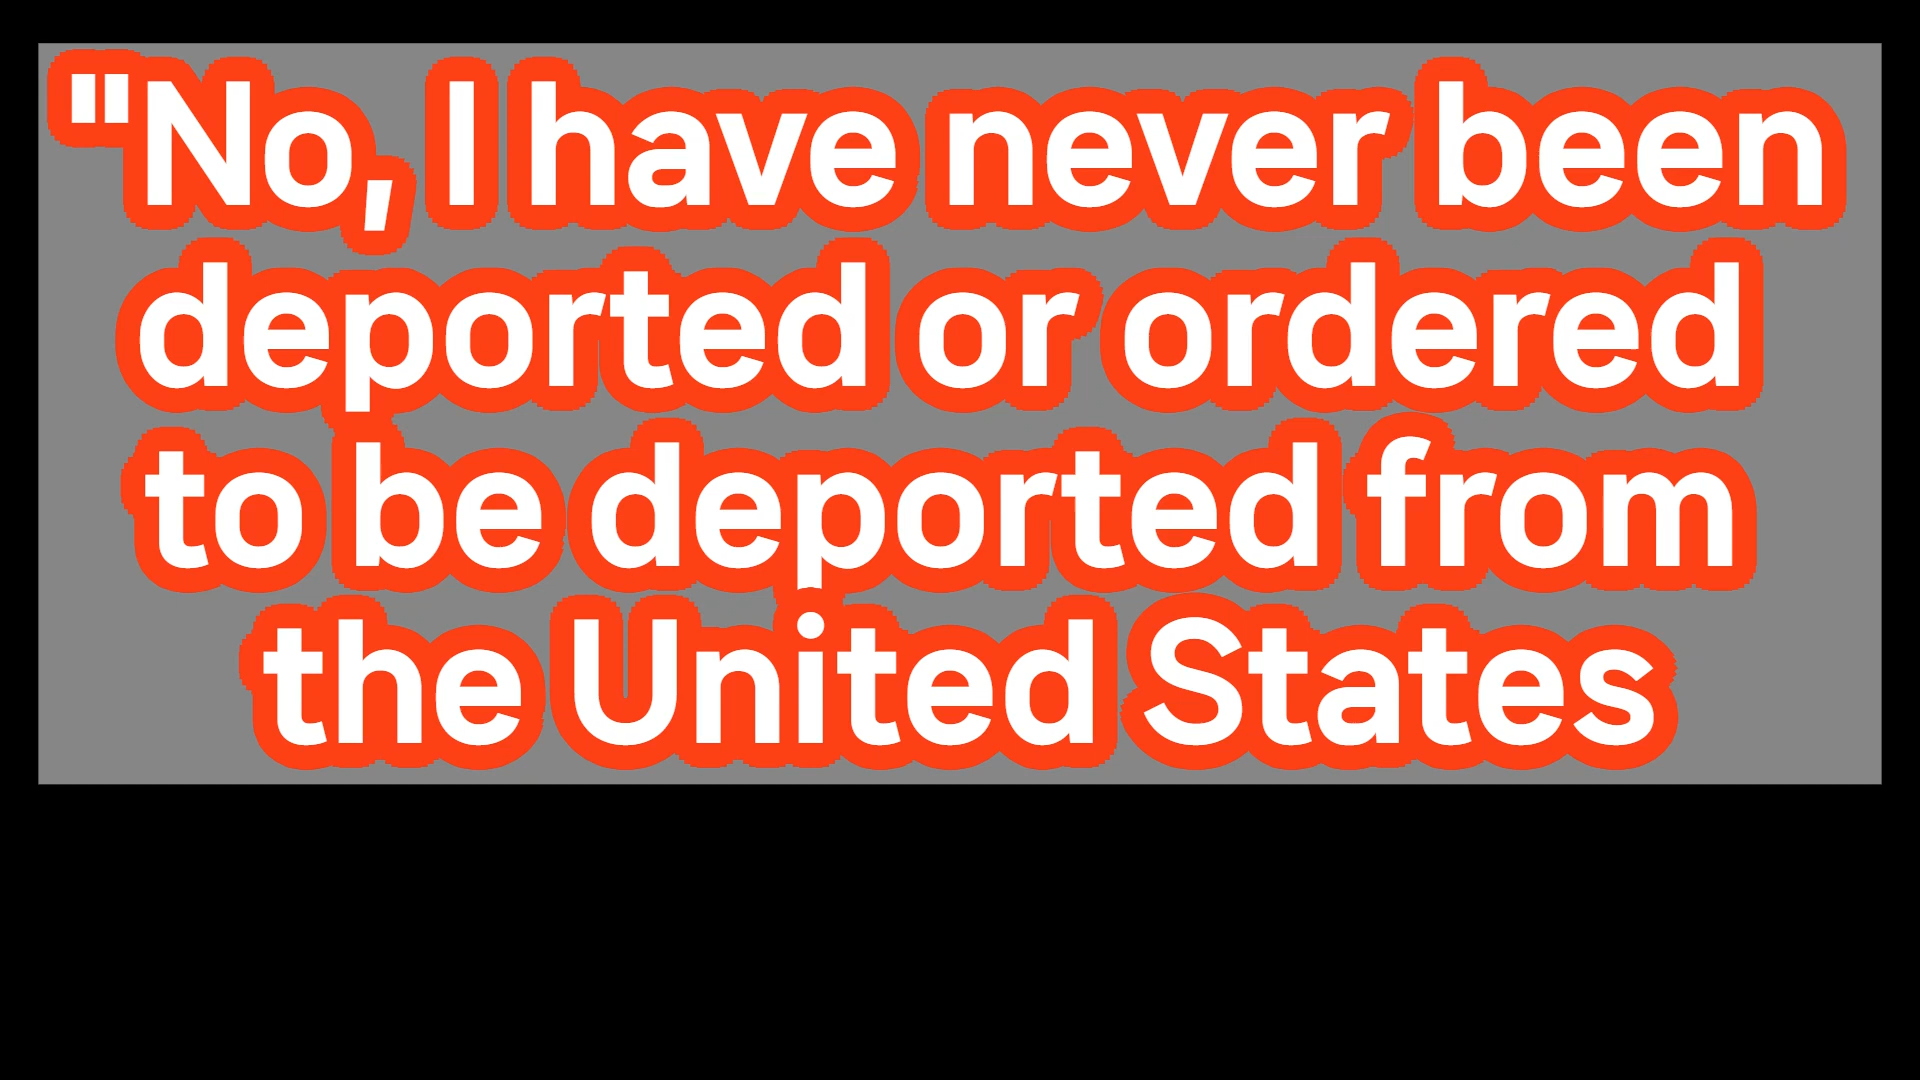 "No, I have never been
deported or ordered
to be deported from
the United States